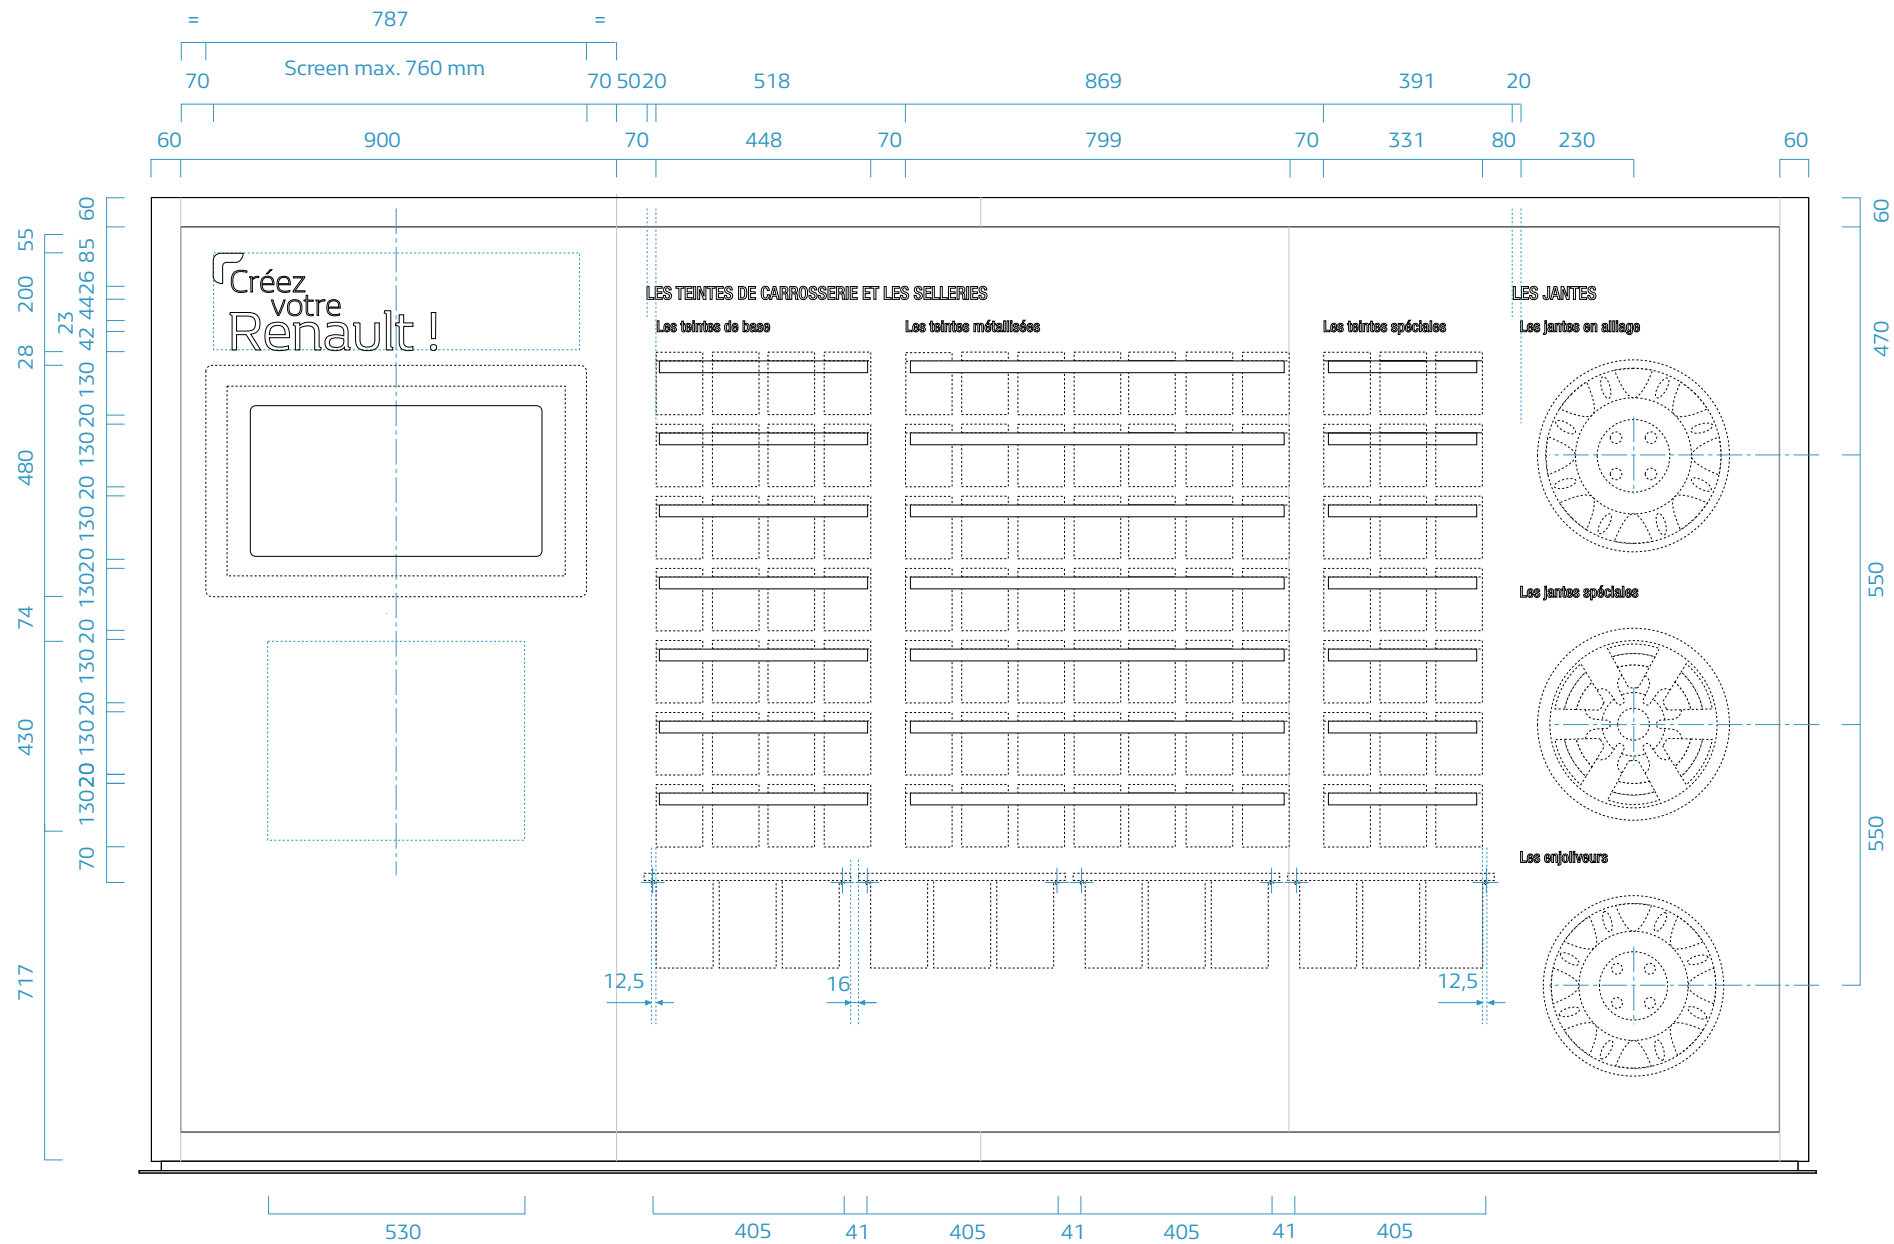 = 787 =
Screen max. 760 mm
70 70 50 20 518 869 391 20
60 900 70 448 70 799 70 331 80 230 60
60
55
85
200
26
44
23
42
28
130
20
130
480
20
130
20
130
74
20
130
20
430
130
20
130
70
717
60
470
550
550
Créez
votre
Renault !
LES TEINTES DE CARROSSERIE ET LES SELLERIES
LES JANTES
Les teintes de base
Les teintes métallisées
Les teintes spéciales
Les jantes en alliage
Les jantes spéciales
Les enjoliveurs
12,5 16 12,5
530 405 41 405 41 405 41 405